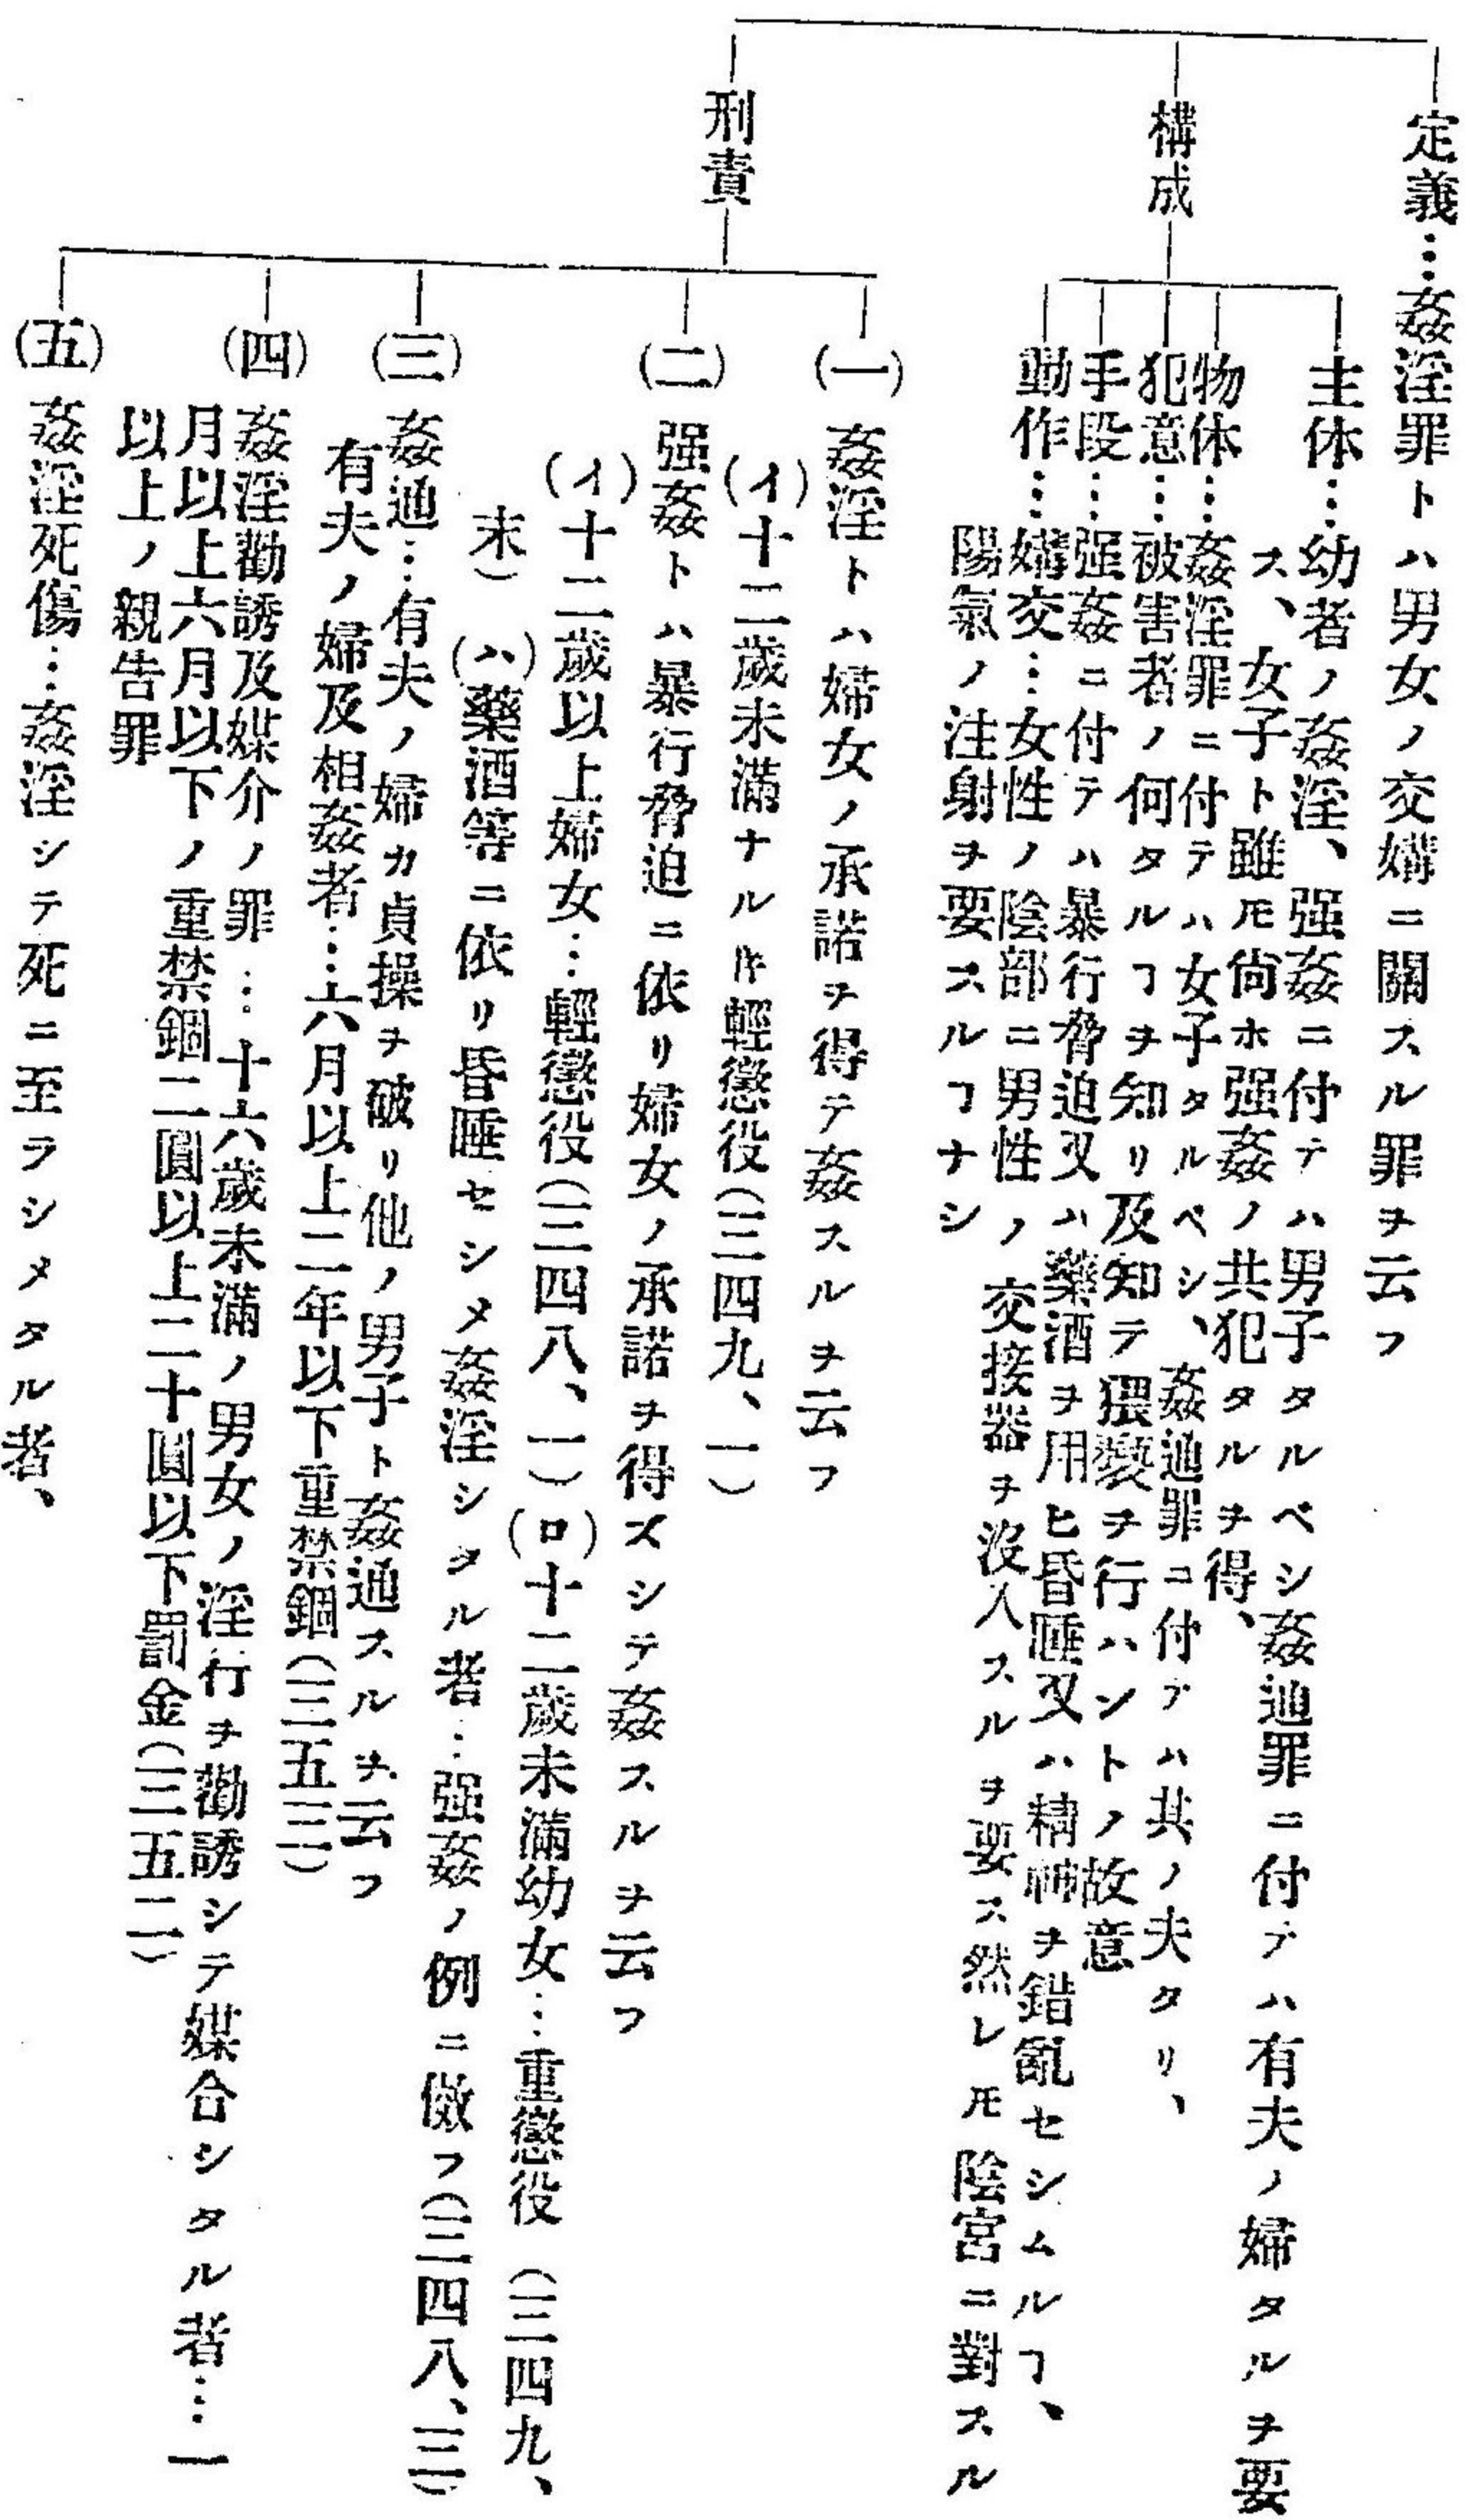 定義…姦淫罪トハ男女ノ交媾ニ關スル罪ヲ云フ
構成
主体…幼者ノ姦淫、强姦ニ付テハ男子タルベシ姦通罪ニ付テハ有夫ノ婦タルヲ要
ス、女子ト雖𪜈尙ホ强姦ノ共犯タルヲ得、
物体…姦淫罪ニ付テハ女子タルベシ、姦通罪ニ付テハ其ノ夫タリ、
犯意…被害者ノ何タルヿヲ知リ及知テ猥褻ヲ行ハントノ故意
手段…强姦ニ付テハ暴行脅迫又ハ藥酒ヲ用ヒ昏睡又ハ精神ヲ錯亂セシムルヿ、
動作…媾交…女性ノ陰部ニ男性ノ交接器ヲ沒入スルヲ要ス然レ𪜈陰宮ニ對スル
陽氣ノ注射ヲ要スルヿナシ
刑責
(一) 姦淫トハ婦女ノ承諾ヲ得テ姦スルヲ云フ
(イ)十二歲未滿ナルキ輕懲役(三四九、一)
(二) 强姦トハ暴行脅迫ニ依リ婦女ノ承諾ヲ得ズシテ姦スルヲ云フ
(イ)十二歲以上婦女…輕懲役(三四八、一)(ロ)十二歲未滿幼女…重懲役(三四九、
末) (ハ)藥酒等ニ依リ昏睡セシメ姦淫シタル者…强姦ノ例ニ傚フ(三四八、三)
(三) 姦通…有夫ノ婦カ貞操ヲ破リ他ノ男子ト姦通スルヲ云フ
有夫ノ婦及相姦者…六月以上二年以下重禁錮(三五三)
(四) 姦淫勸誘及媒介ノ罪…十六歲未滿ノ男女ノ淫行ヲ勸誘シテ媒合シタル者…一
月以上六月以下ノ重禁錮二圓以上二十圓以下罰金(三五二)
以上ノ親告罪
(五) 姦淫死傷…姦淫シテ死ニ至ラシメタル者、